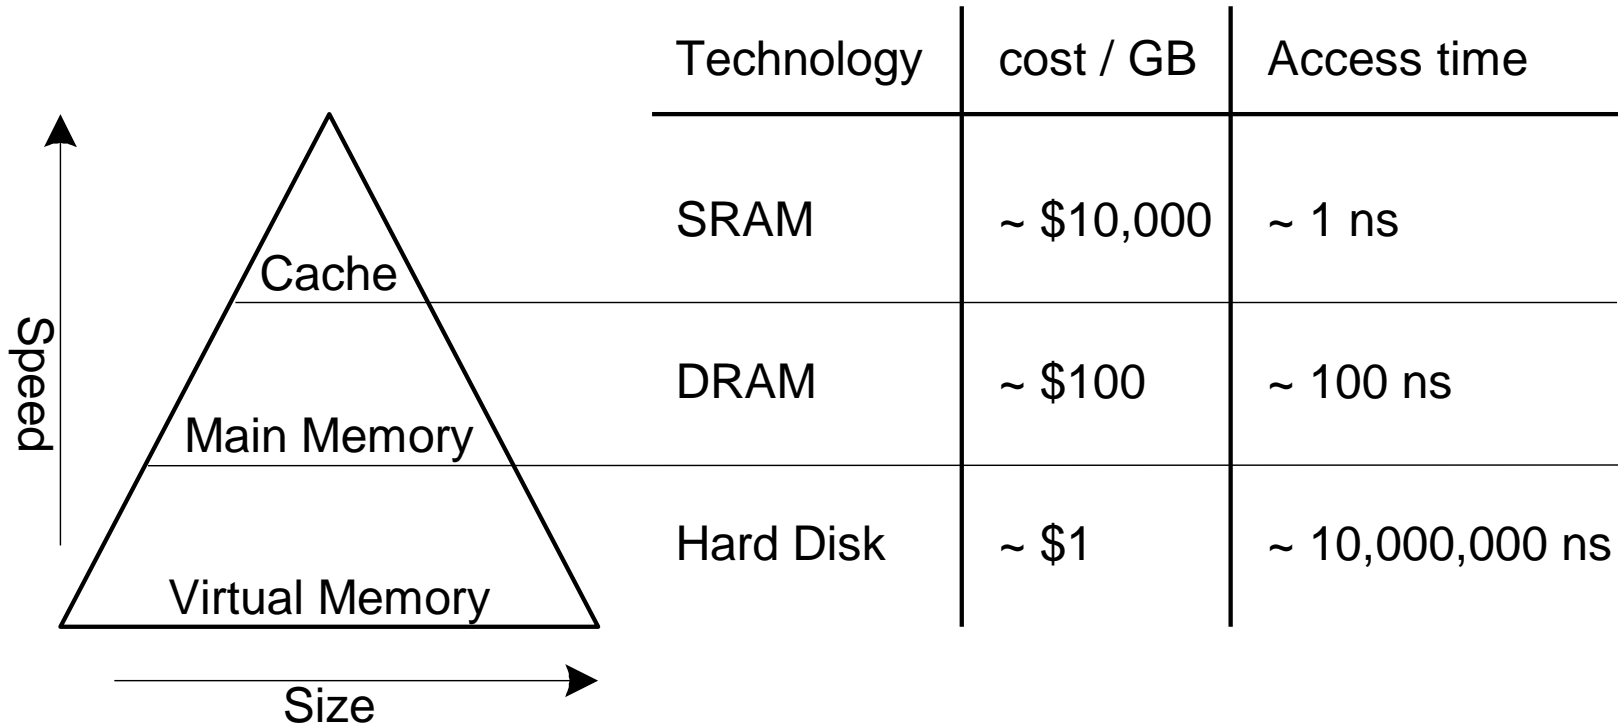 Technology cost / GB Access time
SRAM ~ $10,000 ~ 1 ns
Cache
Speed
DRAM ~ $100 ~ 100 ns
Main Memory
Hard Disk ~ $1 ~ 10,000,000 ns
Virtual Memory
Size